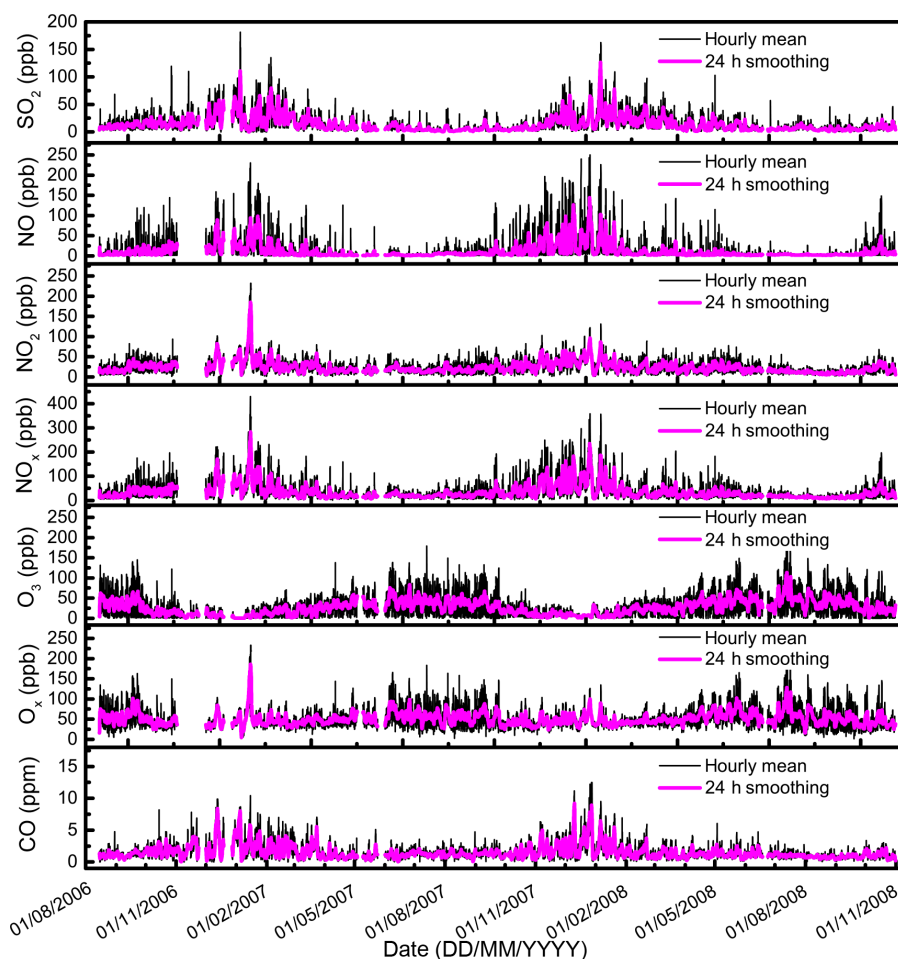 200
150
100
50
0
SO2 (ppb)
Hourly mean
24 h smoothing
250
200
150
100
50
0
NO (ppb)
Hourly mean
24 h smoothing
250
200
150
100
50
0
NO2 (ppb)
Hourly mean
24 h smoothing
400
300
200
100
0
NOx (ppb)
Hourly mean
24 h smoothing
250
200
150
100
50
0
O3 (ppb)
Hourly mean
24 h smoothing
250
200
150
100
50
0
Ox (ppb)
Hourly mean
24 h smoothing
15
10
5
0
CO (ppm)
Hourly mean
24 h smoothing
01/08/2006
01/11/2006
01/02/2007
01/05/2007
01/08/2007
01/11/2007
01/02/2008
01/05/2008
01/08/2008
01/11/2008
Date (DD/MM/YYYY)